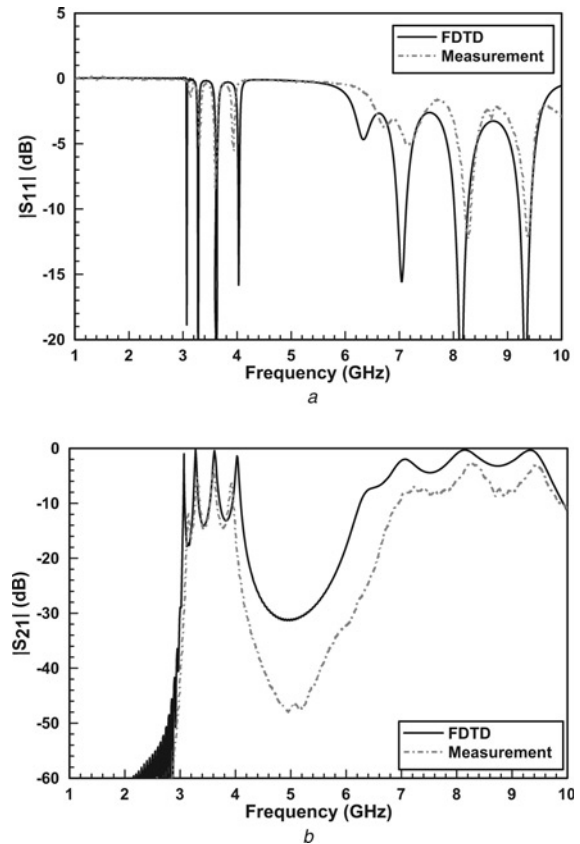 5
0
-5
-10
-15
-20
|S11| (dB)
FDTD
Measurement
1 2 3 4 5 6 7 8 9 10
Frequency (GHz)
a
0
-10
-20
-30
-40
-50
-60
|S21| (dB)
FDTD
Measurement
1 2 3 4 5 6 7 8 9 10
Frequency (GHz)
b